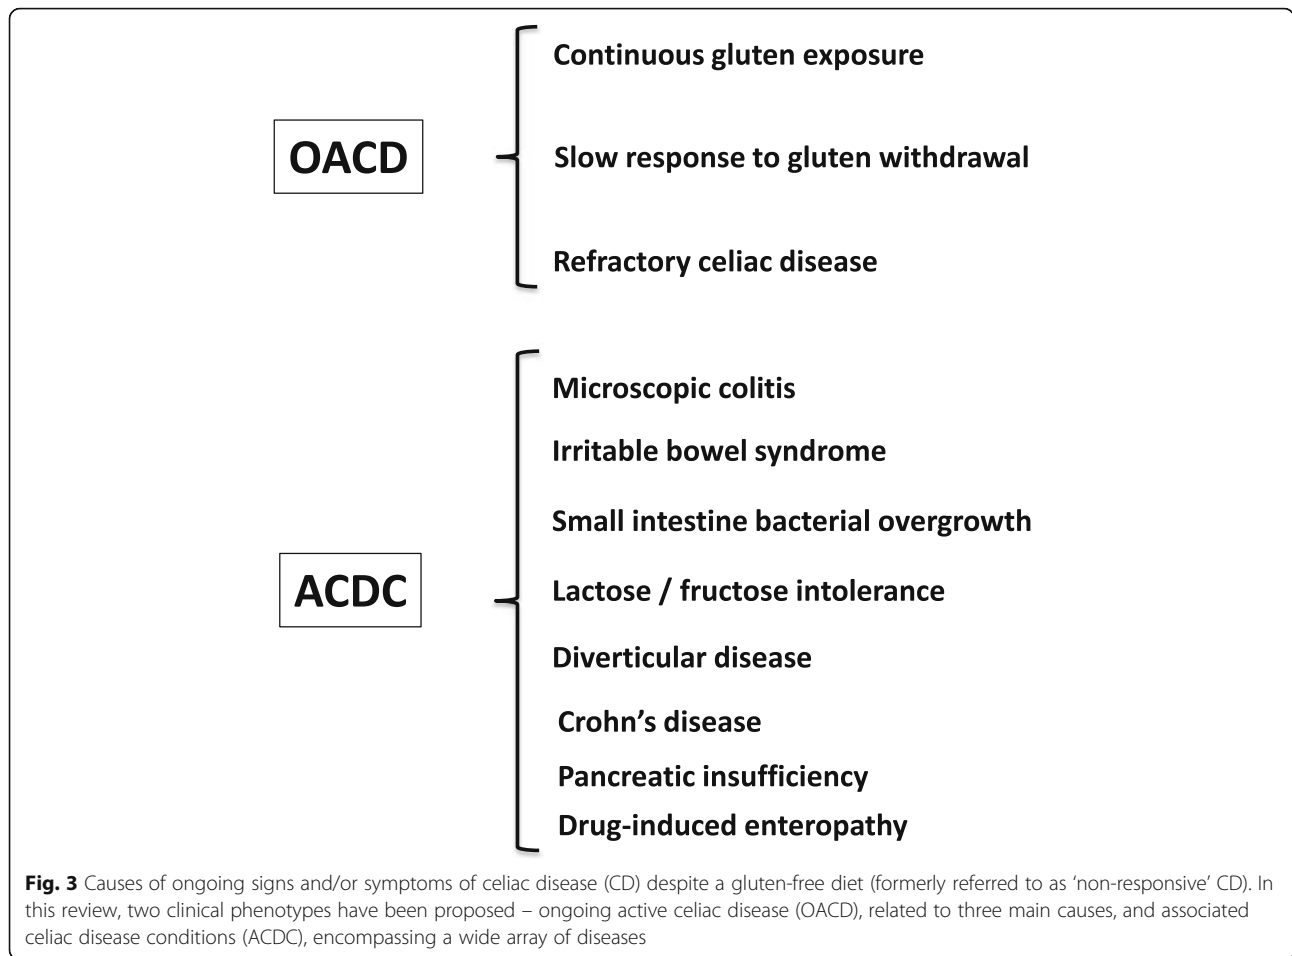 OACD
Continuous gluten exposure
Slow response to gluten withdrawal
Refractory celiac disease
ACDC
Microscopic colitis
Irritable bowel syndrome
Small intestine bacterial overgrowth
Lactose / fructose intolerance
Diverticular disease
Crohn’s disease
Pancreatic insufficiency
Drug-induced enteropathy
Fig. 3 Causes of ongoing signs and/or symptoms of celiac disease (CD) despite a gluten-free diet (formerly referred to as ‘non-responsive’ CD). In
this review, two clinical phenotypes have been proposed – ongoing active celiac disease (OACD), related to three main causes, and associated
celiac disease conditions (ACDC), encompassing a wide array of diseases